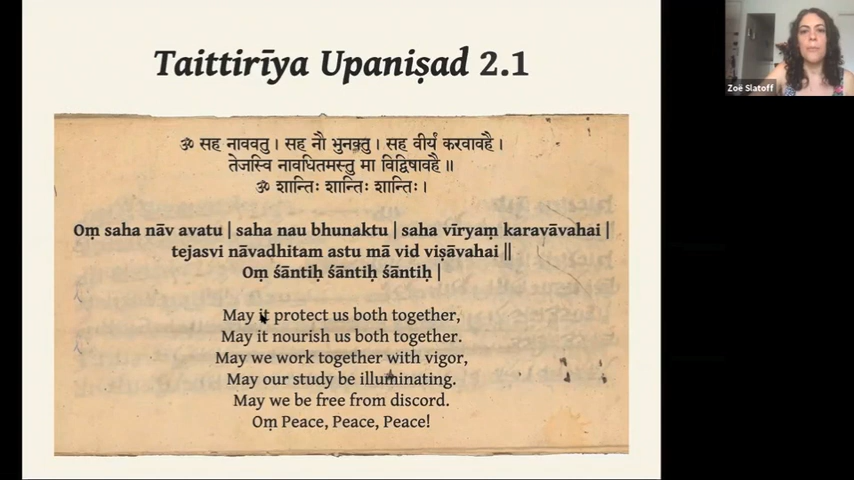 Taittirīya Upaniṣad 2.1
ॐ सह नाववतु । सह नौ भुनक्तु । सह वीर्यं करवावहै ।
तेजस्वि नावधितमस्तु मा विद्विषावहै ॥
ॐ शान्तिः शान्तिः शान्तिः ।
Oṃ saha nāv avatu | saha nau bhunaktu | saha vīryaṃ karavāvahai |
tejasvi nāvadhitam astu mā vid viṣāvahai ||
Oṃ śāntiḥ śāntiḥ śāntiḥ |
May it protect us both together,
May it nourish us both together.
May we work together with vigor,
May our study be illuminating.
May we be free from discord.
Oṃ Peace, Peace, Peace!
Zoë Slatoff